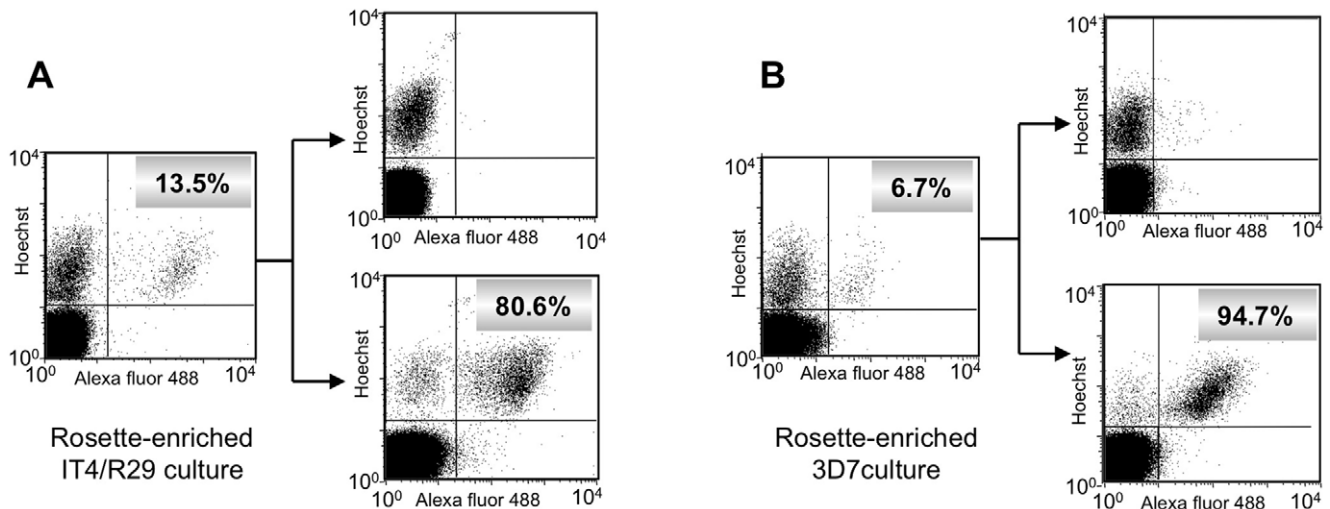 A
10⁴
Hoechst
10⁰
10⁰ Alexa fluor 488 10⁴
10⁴
13.5%
Hoechst
10⁰
10⁰ Alexa fluor 488 10⁴
10⁴
80.6%
Hoechst
10⁰
10⁰ Alexa fluor 488 10⁴
Rosette-enriched
IT4/R29 culture
B
10⁴
Hoechst
10⁰
10⁰ Alexa fluor 488 10⁴
10⁴
6.7%
Hoechst
10⁰
10⁰ Alexa fluor 488 10⁴
10⁴
94.7%
Hoechst
10⁰
10⁰ Alexa fluor 488 10⁴
Rosette-enriched
3D7culture